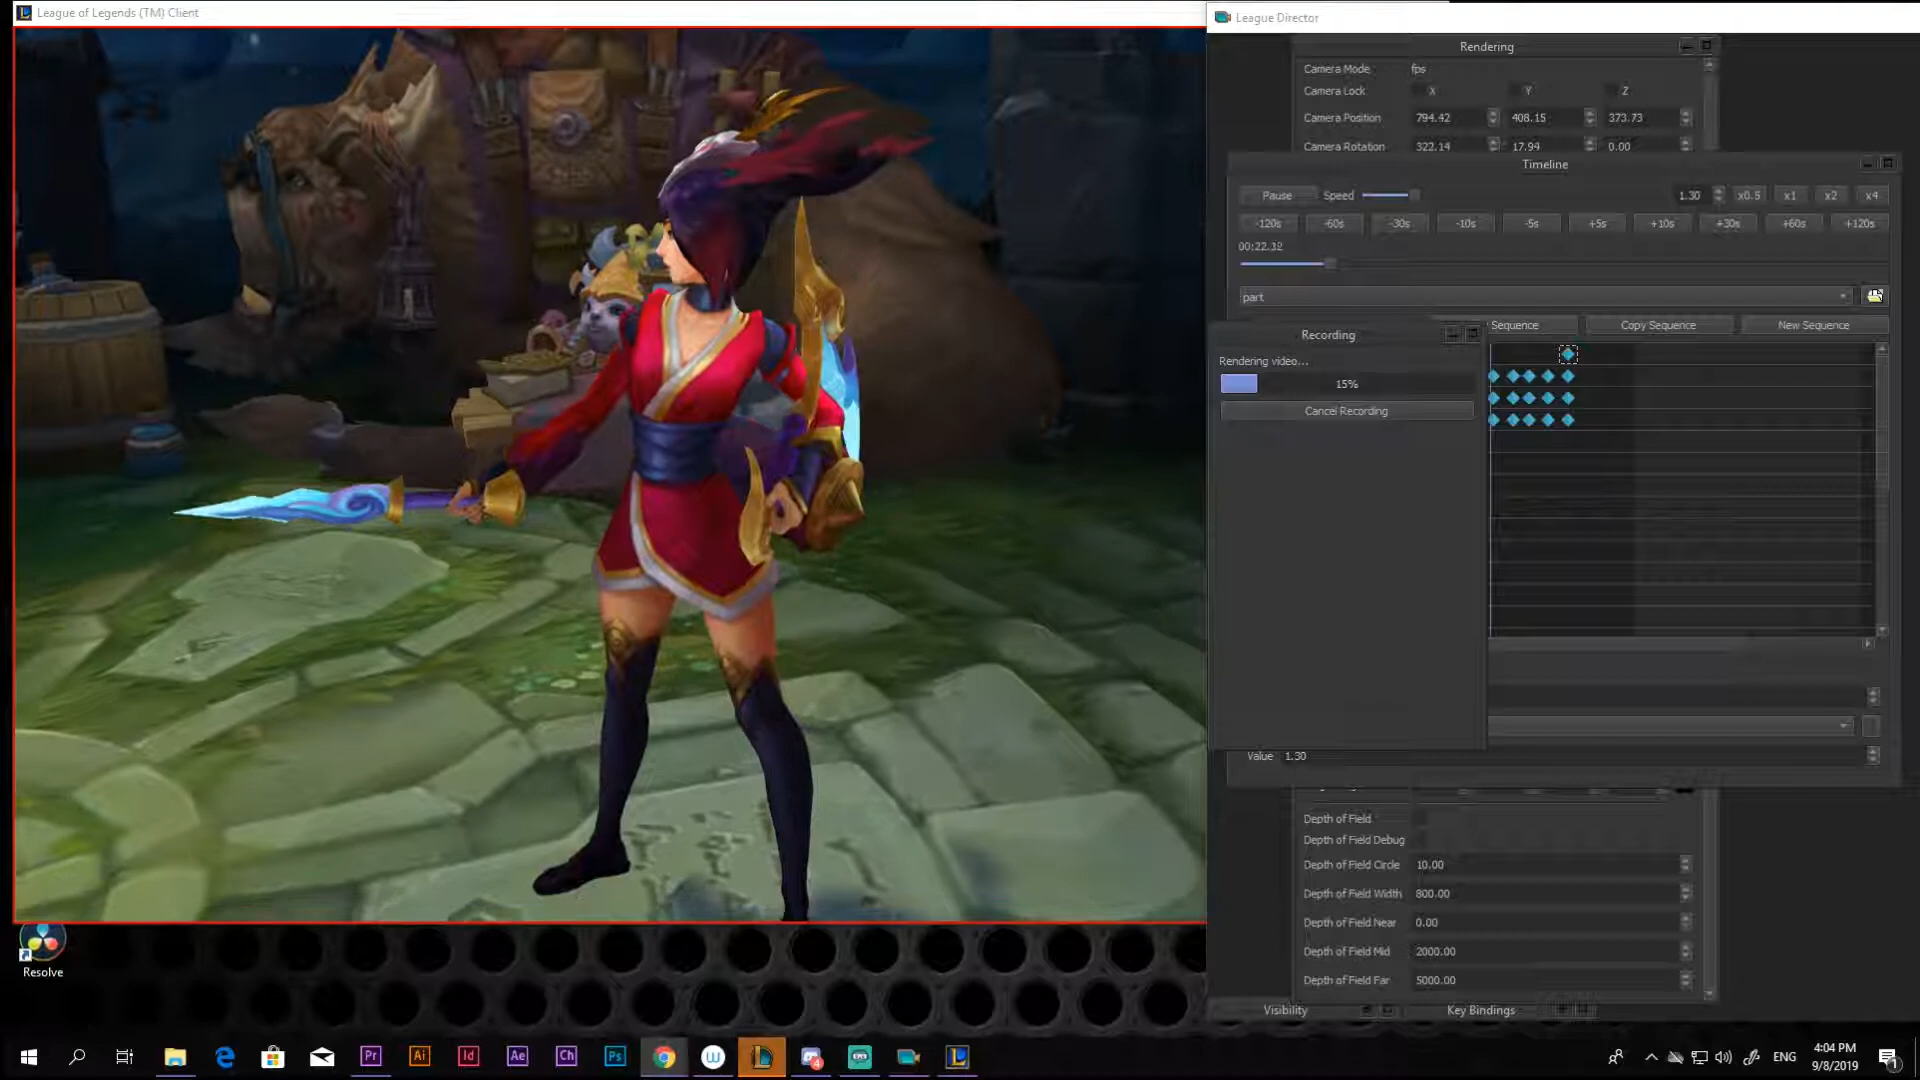 League of Legends (TM) Client
League Director
Rendering
Camera Mode fps
Camera Lock X Y Z
Camera Position 794.42 408.15 373.73
Camera Rotation 322.14 17.94 0.00
Timeline
Pause Speed 1.30 x0.5 x1 x2 x4
-120s -60s -30s -10s -5s +5s +10s +30s +60s +120s
00:22.32
part
Sequence Copy Sequence New Sequence
Recording
Rendering video...
15%
Cancel Recording
Value 1.30
Depth of Field
Depth of Field Debug
Depth of Field Circle 10.00
Depth of Field Width 800.00
Depth of Field Near 0.00
Depth of Field Mid 2000.00
Depth of Field Far 5000.00
Visibility Key Bindings
Resolve
Pr Ai Id Ae Ch Ps W 4 L
ENG
4:04 PM
9/8/2019
1